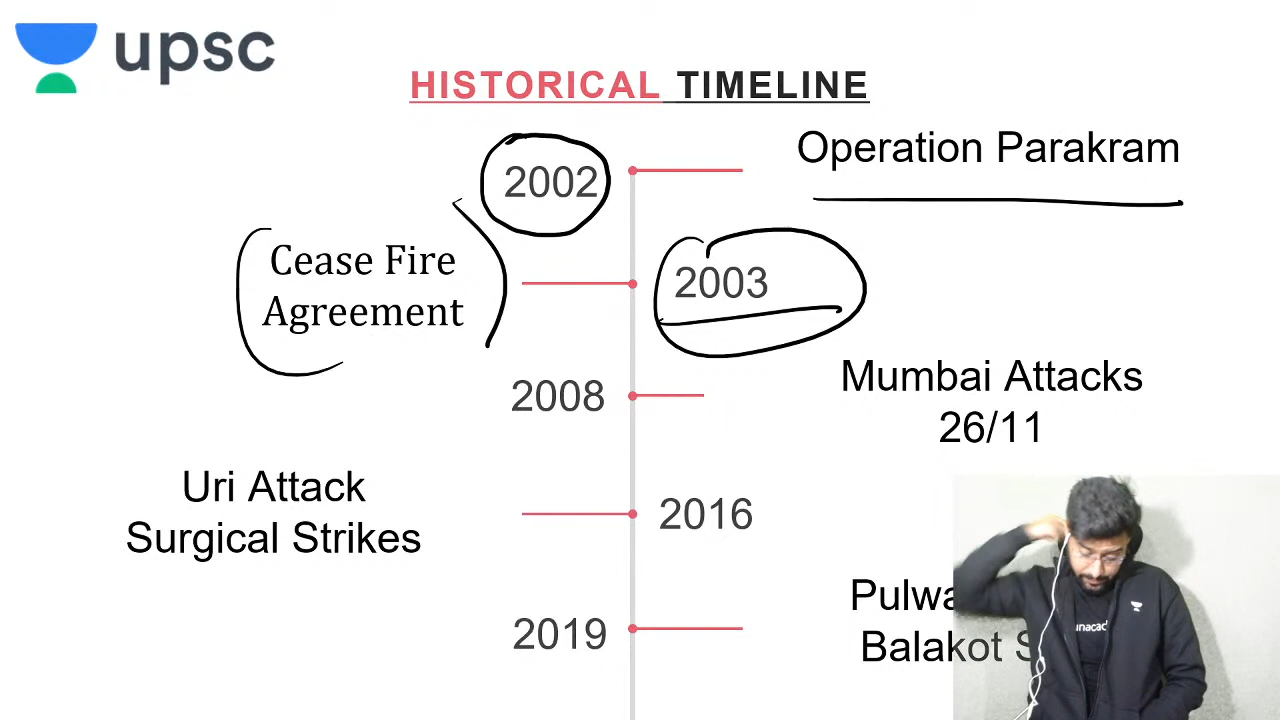 upsc
HISTORICAL TIMELINE
2002
Operation Parakram
Cease Fire
Agreement
2003
2008
Mumbai Attacks
26/11
Uri Attack
Surgical Strikes
2016
2019